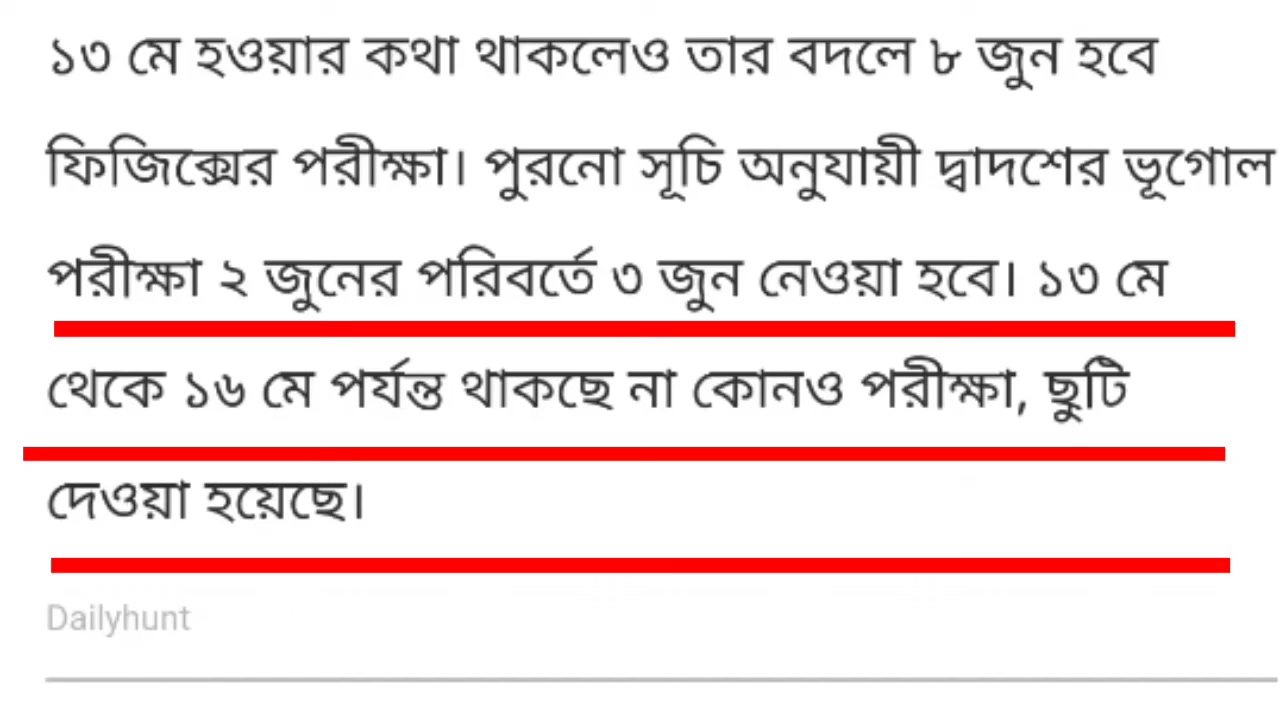 ১৩ মে হওয়ার কথা থাকলেও তার বদলে ৮ জুন হবে
ফিজিক্সের পরীক্ষা। পুরনো সূচি অনুযায়ী দ্বাদশের ভূগোল
পরীক্ষা ২ জুনের পরিবর্তে ৩ জুন নেওয়া হবে। ১৩ মে
থেকে ১৬ মে পর্যন্ত থাকছে না কোনও পরীক্ষা, ছুটি
দেওয়া হয়েছে।
Dailyhunt